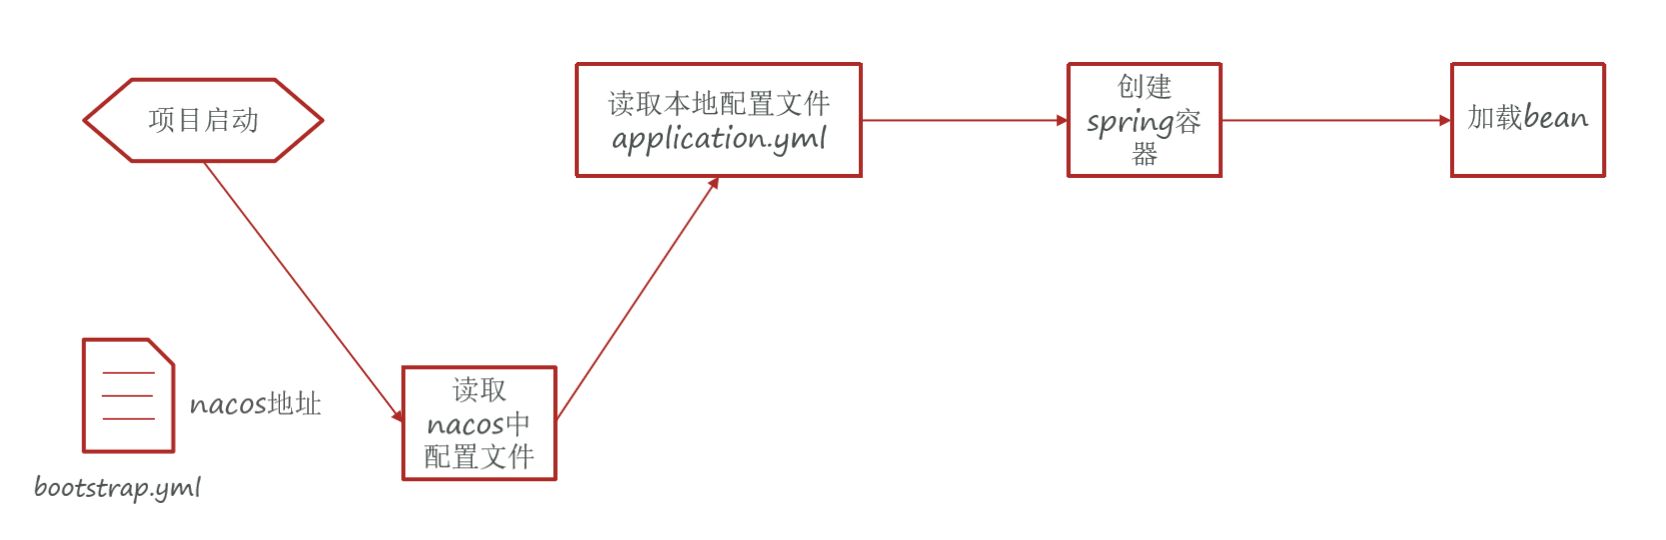 项目启动
读取本地配置文件
application.yml
创建
spring容
器
加载bean
nacos地址
bootstrap.yml
读取
nacos中
配置文件